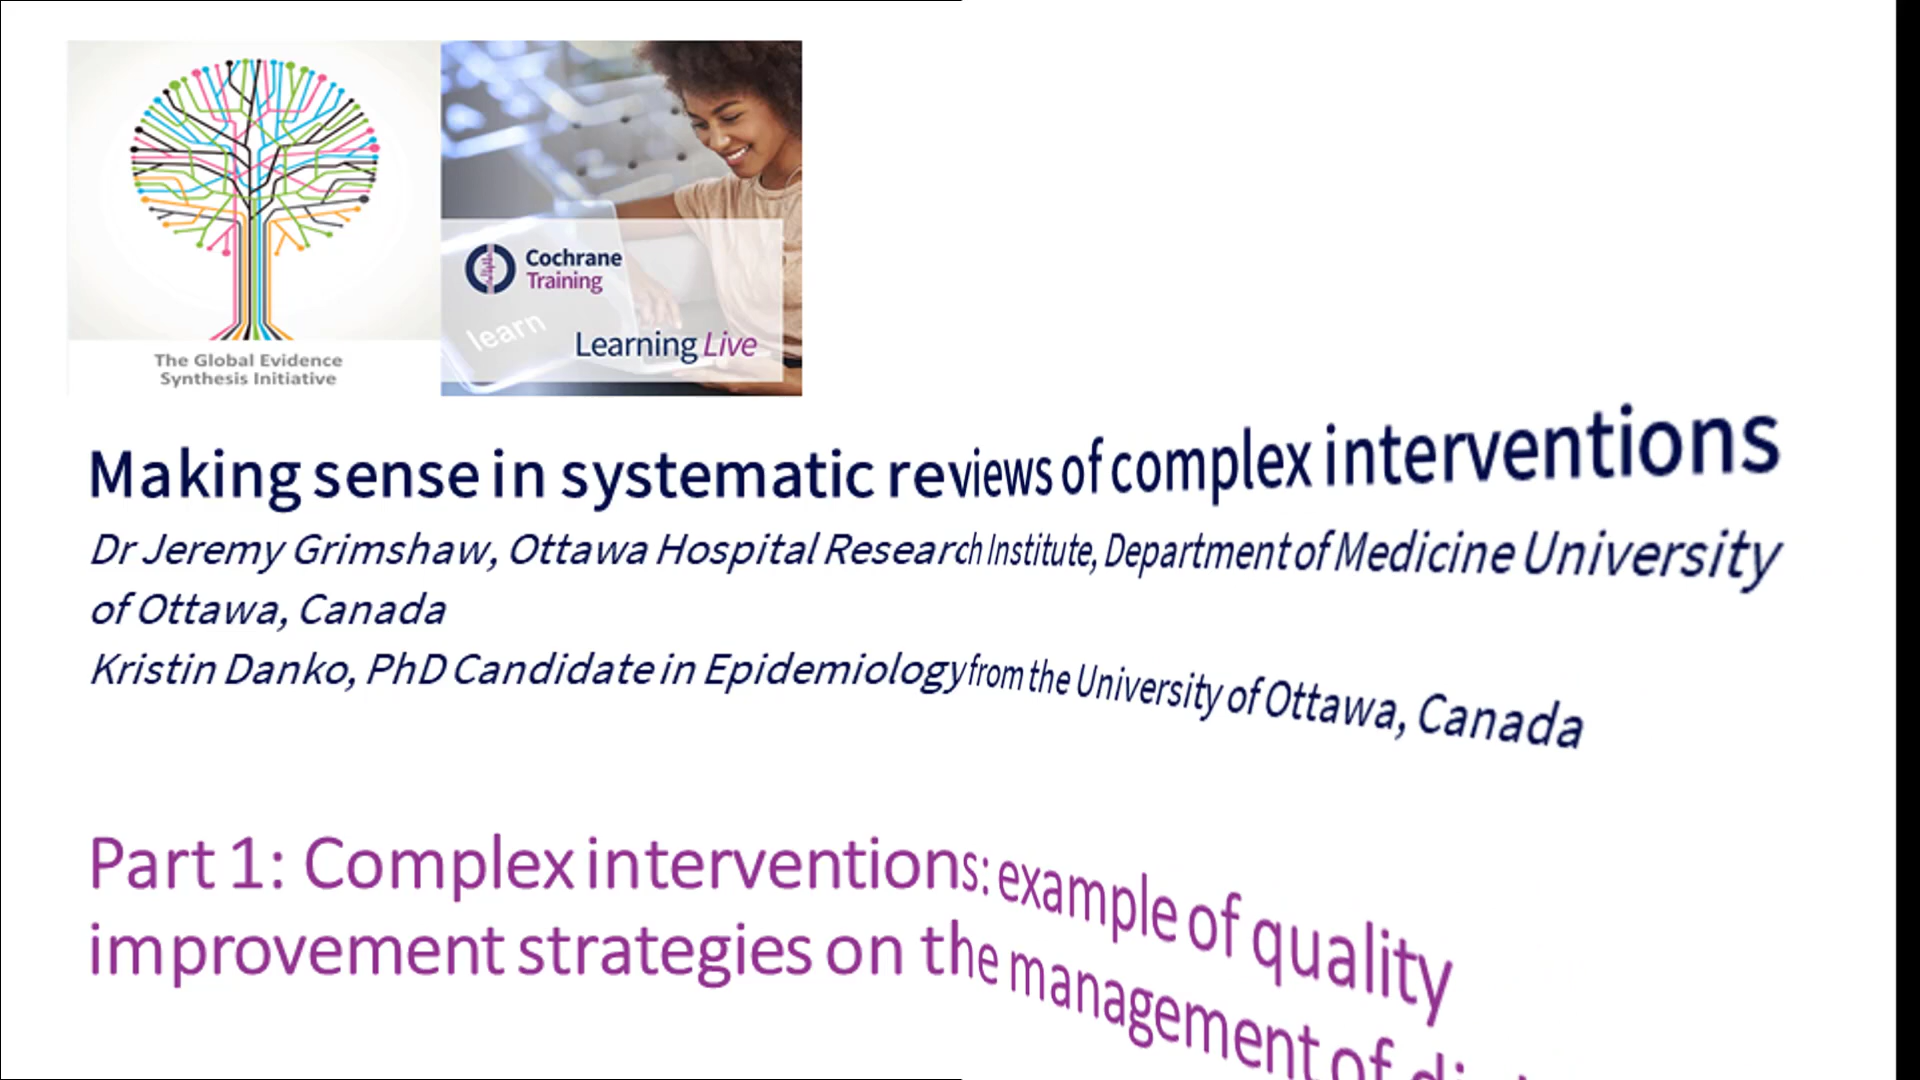 The Global Evidence
Synthesis Initiative
Cochrane
Training
learn
Learning Live
Making sense in systematic reviews of complex interventions
Dr Jeremy Grimshaw, Ottawa Hospital Research Institute, Department of Medicine University
of Ottawa, Canada
Kristin Danko, PhD Candidate in Epidemiology from the University of Ottawa, Canada
Part 1: Complex interventions: example of quality
improvement strategies on the management of